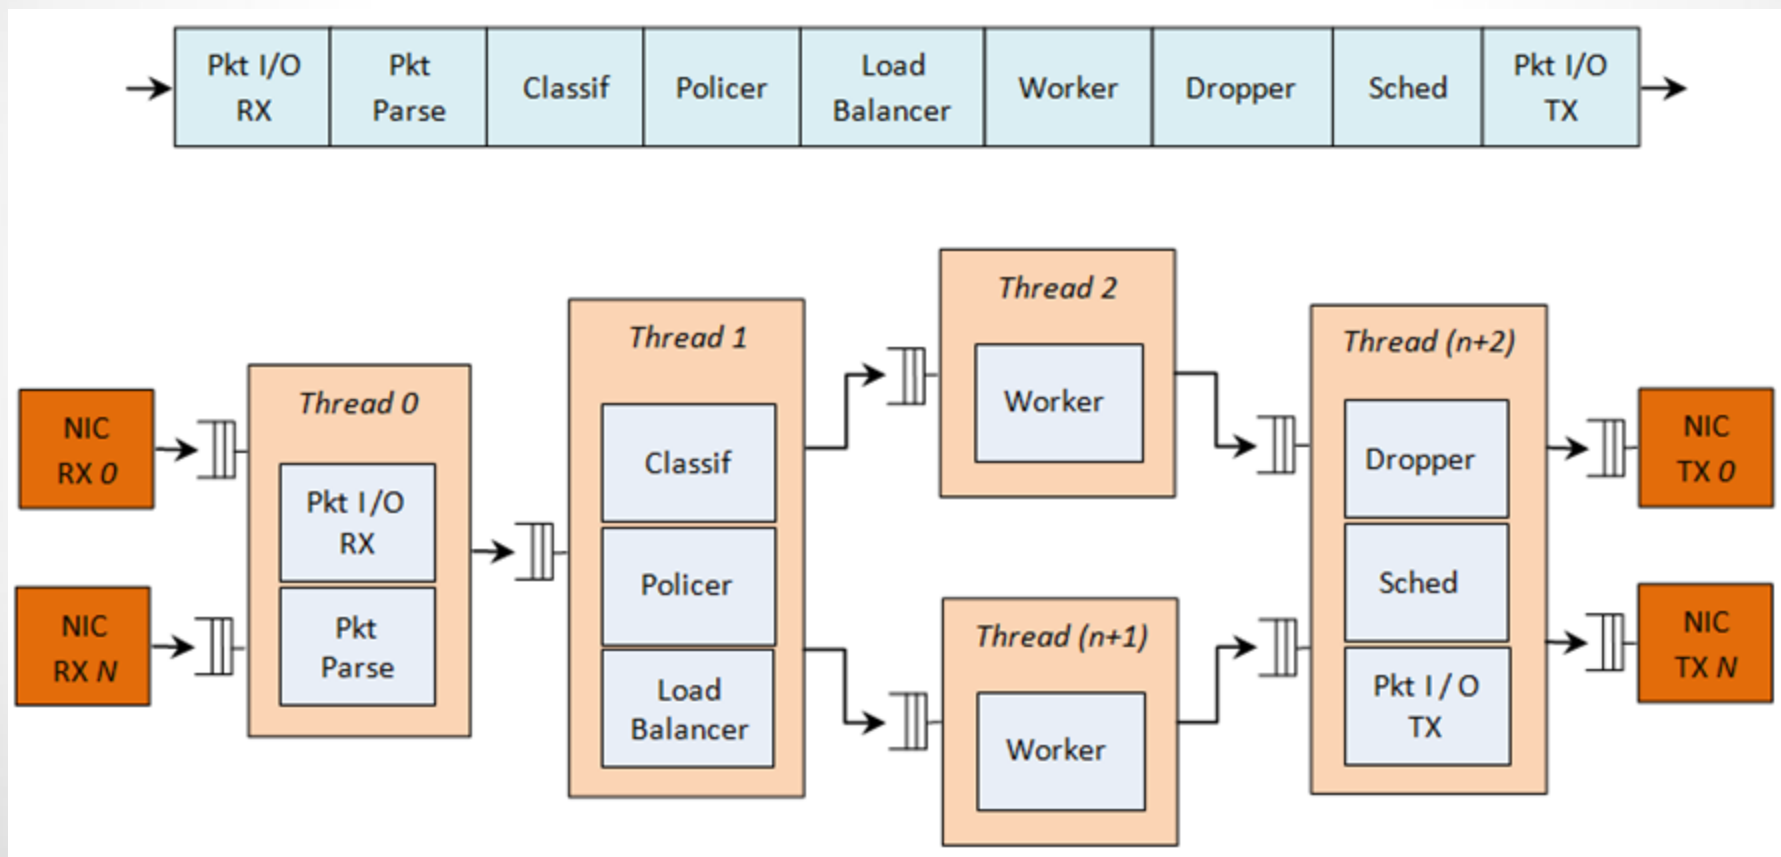 Pkt I/O
RX
Pkt
Parse
Classif
Policer
Load
Balancer
Worker
Dropper
Sched
Pkt I/O
TX
NIC
RX 0
NIC
RX N
Thread 0
Pkt I/O
RX
Pkt
Parse
Thread 1
Classif
Policer
Load
Balancer
Thread 2
Worker
Thread (n+1)
Worker
Thread (n+2)
Dropper
Sched
Pkt I / O
TX
NIC
TX 0
NIC
TX N